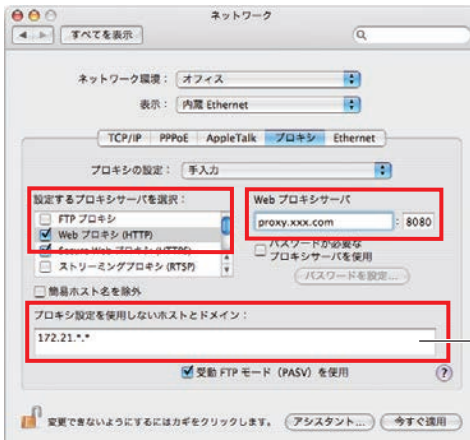 ネットワーク
すべてを表示
ネットワーク環境： オフィス
表示： 内蔵 Ethernet
TCP/IP PPPoE AppleTalk プロキシ Ethernet
プロキシの設定： 手入力
設定するプロキシサーバを選択：
FTP プロキシ
Web プロキシ (HTTP)
Secure Web プロキシ (HTTPS)
ストリーミングプロキシ (RTSP)
Web プロキシサーバ
proxy.xxx.com : 8080
パスワードが必要な
プロキシサーバを使用
パスワードを設定...
簡易ホスト名を除外
プロキシ設定を使用しないホストとドメイン：
172.21.*.*
受動 FTP モード（PASV）を使用
?
変更できないようにするにはカギをクリックします。 アシスタント... 今すぐ適用